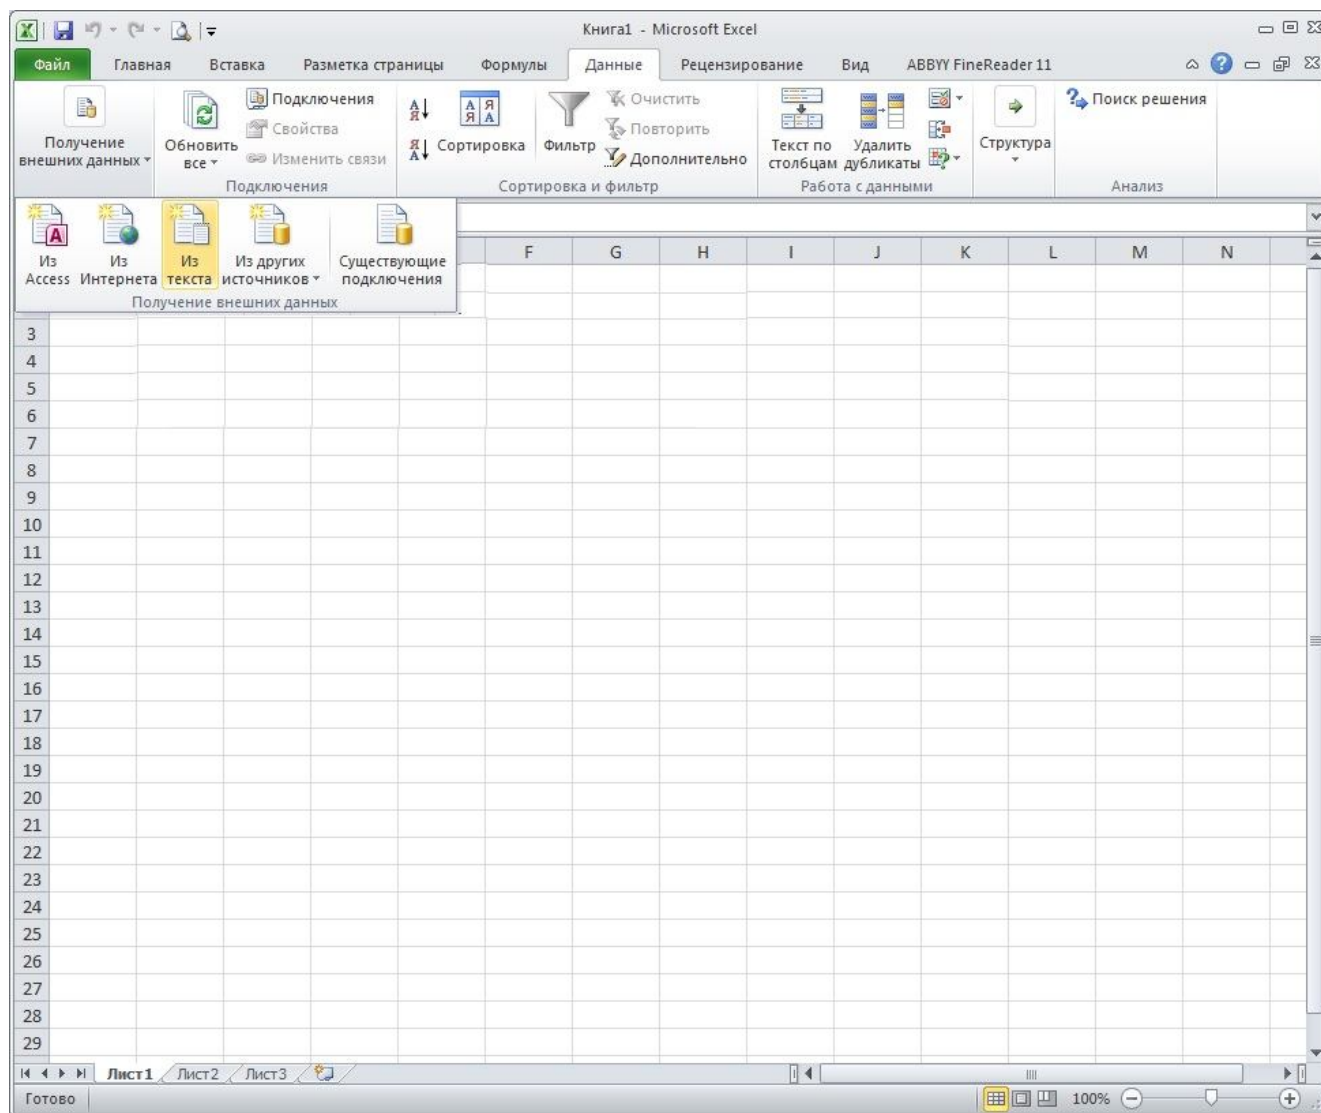 Книга1 - Microsoft Excel
Файл Главная Вставка Разметка страницы Формулы Данные Рецензирование Вид ABBYY FineReader 11
Получение внешних данных
Обновить все
Подключения
Свойства
Изменить связи
Подключения
А Я
Я А
Сортировка
Фильтр
Очистить
Повторить
Дополнительно
Сортировка и фильтр
Текст по столбцам
Удалить дубликаты
Работа с данными
Структура
Поиск решения
Анализ
Из Access
Из Интернета
Из текста
Из других источников
Существующие подключения
Получение внешних данных
F G H I J K L M N
3
4
5
6
7
8
9
10
11
12
13
14
15
16
17
18
19
20
21
22
23
24
25
26
27
28
29
Лист1 Лист2 Лист3
Готово 100%